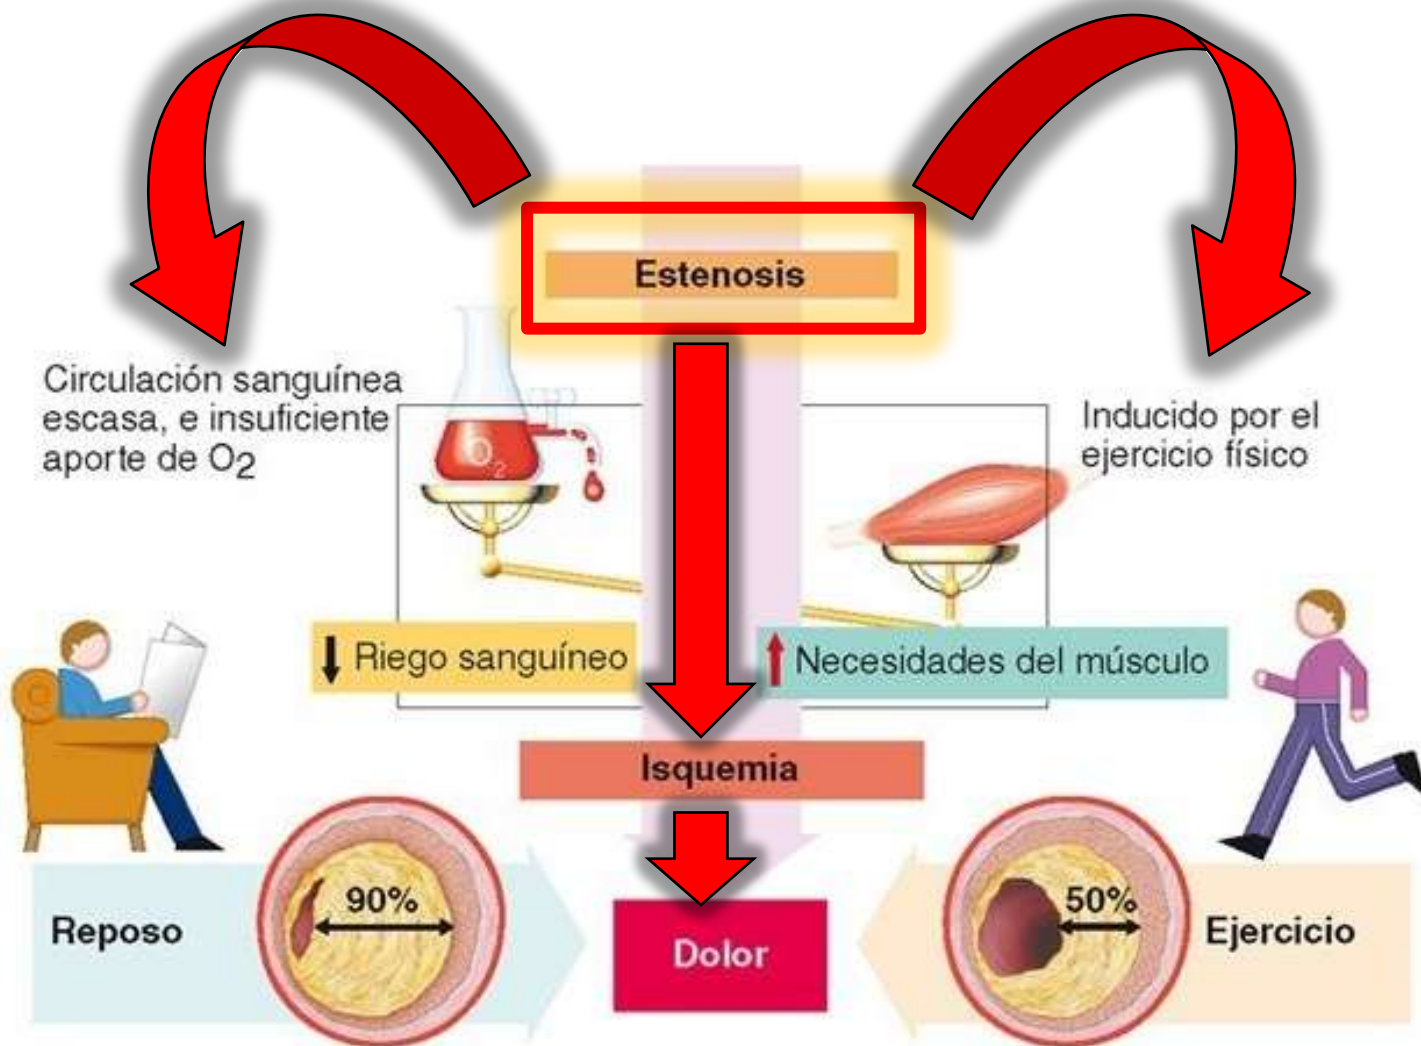 Estenosis
Circulación sanguínea
escasa, e insuficiente
aporte de O2
O2
Inducido por el
ejercicio físico
Riego sanguíneo
Necesidades del músculo
Isquemia
Reposo
90%
Dolor
50%
Ejercicio